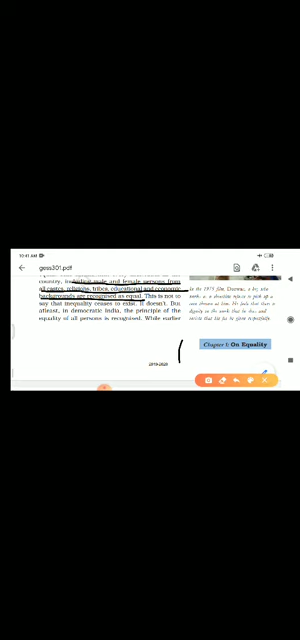 10:41 AM
gess301.pdf
country, including male and female persons from
all castes, religions, tribes, educational and economic
backgrounds are recognised as equal. This is not to
say that inequality ceases to exist. It doesn't. But
atleast, in democratic India, the principle of the
equality of all persons is recognised. While earlier
In the 1975 film, Deewar, a boy who
works as a shoeshine refuses to pick up a
coin thrown at him. He feels that there is
dignity in the work that he does and
insists that his fee be given respectfully.
Chapter 1: On Equality
2019-2020